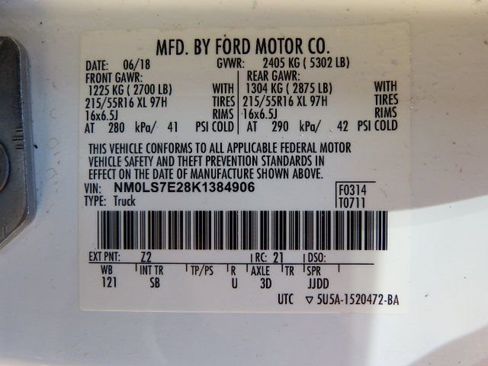 MFD. BY FORD MOTOR CO.
DATE: 06/18 GVWR: 2405 KG ( 5302 LB)
FRONT GAWR: REAR GAWR:
1225 KG ( 2700 LB) WITH 1304 KG ( 2875 LB) WITH
215/55R16 XL 97H TIRES 215/55R16 XL 97H TIRES
16x6.5J RIMS 16x6.5J RIMS
AT 280 kPa/ 41 PSI COLD AT 290 kPa/ 42 PSI COLD
THIS VEHICLE CONFORMS TO ALL APPLICABLE FEDERAL MOTOR
VEHICLE SAFETY AND THEFT PREVENTION STANDARDS IN
EFFECT ON THE DATE OF MANUFACTURE SHOWN ABOVE.
VIN: NM0LS7E28K1384906 F0314
TYPE: Truck T0711
EXT PNT: Z2 RC: 21 DSO:
WB INT TR TP/PS R AXLE TR SPR
121 SB U 3D JJDD
UTC ▽ 5U5A-1520472-BA